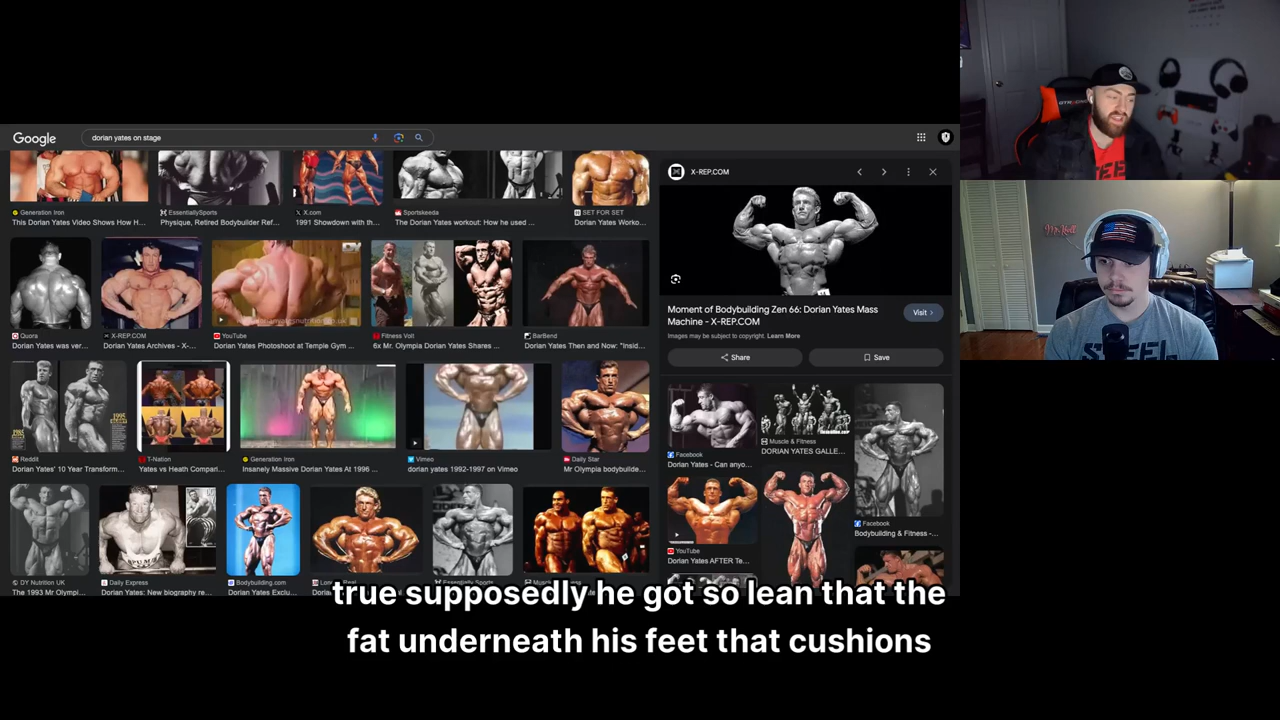 Google
dorian yates on stage
X-REP.COM
Generation Iron
This Dorian Yates Video Shows How H...
EssentiallySports
Physique, Retired Bodybuilder Ref...
X.com
1991 Showdown with th...
Sportskeeda
The Dorian Yates workout: How he used ...
SET FOR SET
Dorian Yates Worko...
Quora
Dorian Yates was ver...
X-REP.COM
Dorian Yates Archives - X-...
YouTube
Dorian Yates Photoshoot at Temple Gym ...
Fitness Volt
6x Mr. Olympia Dorian Yates Shares ...
BarBend
Dorian Yates Then and Now: "Insid...
Moment of Bodybuilding Zen 66: Dorian Yates Mass
Machine - X-REP.COM
Visit
Images may be subject to copyright. Learn More
Share
Save
Reddit
Dorian Yates' 10 Year Transform...
T-Nation
Yates vs Heath Compari...
Generation Iron
Insanely Massive Dorian Yates At 1996 ...
Vimeo
dorian yates 1992-1997 on Vimeo
Daily Star
Mr Olympia bodybuilde...
Facebook
Dorian Yates - Can anyo...
Muscle & Fitness
DORIAN YATES GALLE...
Facebook
Bodybuilding & Fitness -...
YouTube
Dorian Yates AFTER Te...
DY Nutrition UK
The 1993 Mr Olympi...
Daily Express
Dorian Yates: New biography re...
Bodybuilding.com
Dorian Yates Exclu...
true supposedly he got so lean that the
fat underneath his feet that cushions